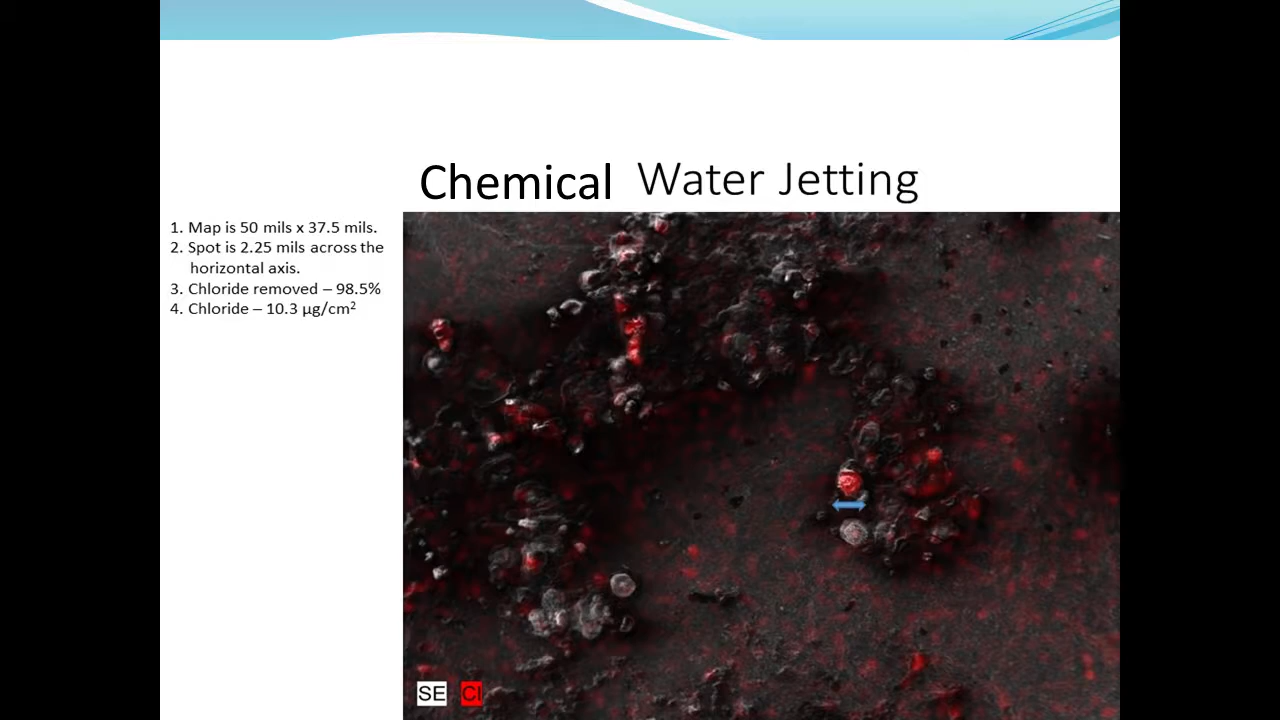 Chemical Water Jetting
1. Map is 50 mils x 37.5 mils.
2. Spot is 2.25 mils across the
horizontal axis.
3. Chloride removed – 98.5%
4. Chloride – 10.3 µg/cm²
SE Cl